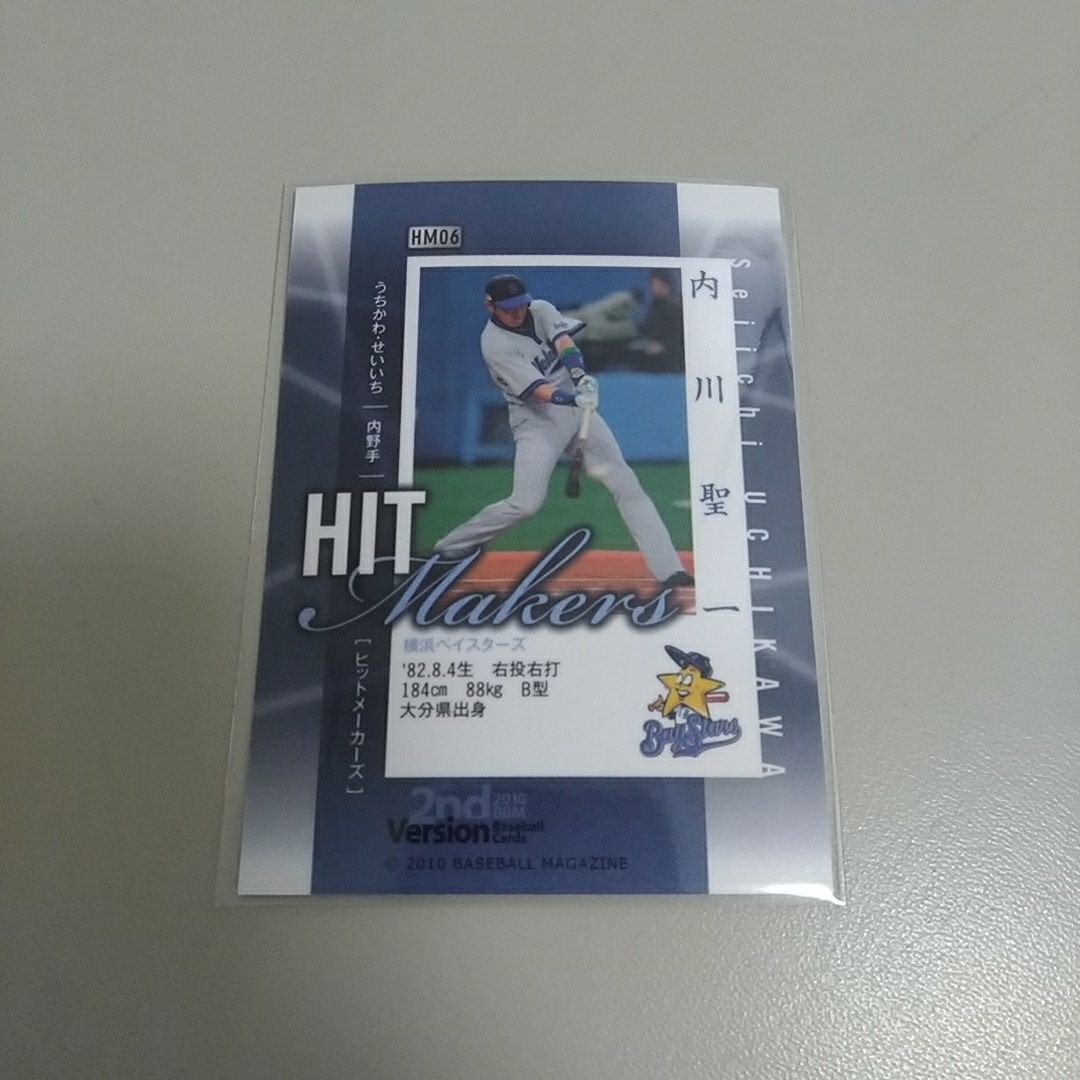 HM06
うちかわ・せいいち
内野手
内川聖一
Seiichi UCHIKAWA
HIT
Makers
[ヒットメーカーズ]
横浜ベイスターズ
'82.8.4生 右投右打
184cm 88kg B型
大分県出身
BayStars
2nd
Version
2010
BBM
Baseball
Cards
© 2010 BASEBALL MAGAZINE